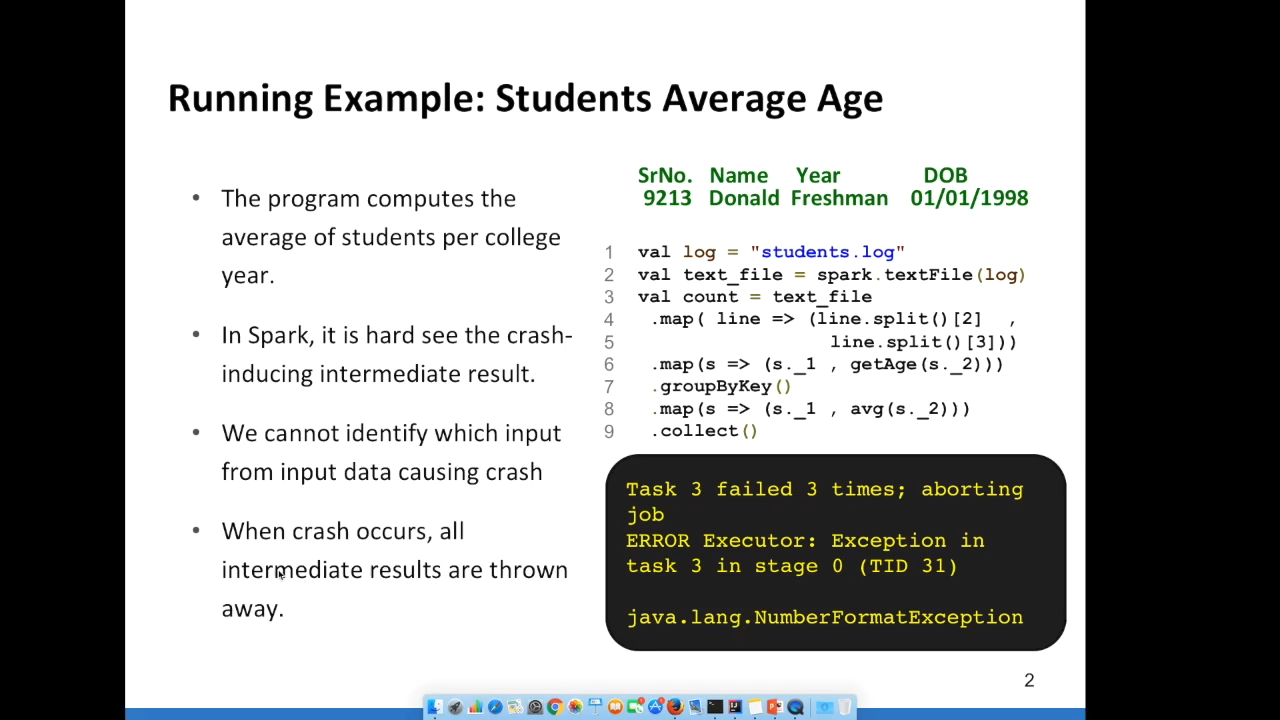 Running Example: Students Average Age
• The program computes the
average of students per college
year.
• In Spark, it is hard see the crash-
inducing intermediate result.
• We cannot identify which input
from input data causing crash
• When crash occurs, all
intermediate results are thrown
away.
SrNo. Name Year DOB
9213 Donald Freshman 01/01/1998
1 val log = "students.log"
2 val text_file = spark.textFile(log)
3 val count = text_file
4 .map( line => (line.split()[2] ,
5 line.split()[3]))
6 .map(s => (s._1 , getAge(s._2)))
7 .groupByKey()
8 .map(s => (s._1 , avg(s._2)))
9 .collect()
Task 3 failed 3 times; aborting
job
ERROR Executor: Exception in
task 3 in stage 0 (TID 31)
java.lang.NumberFormatException
2